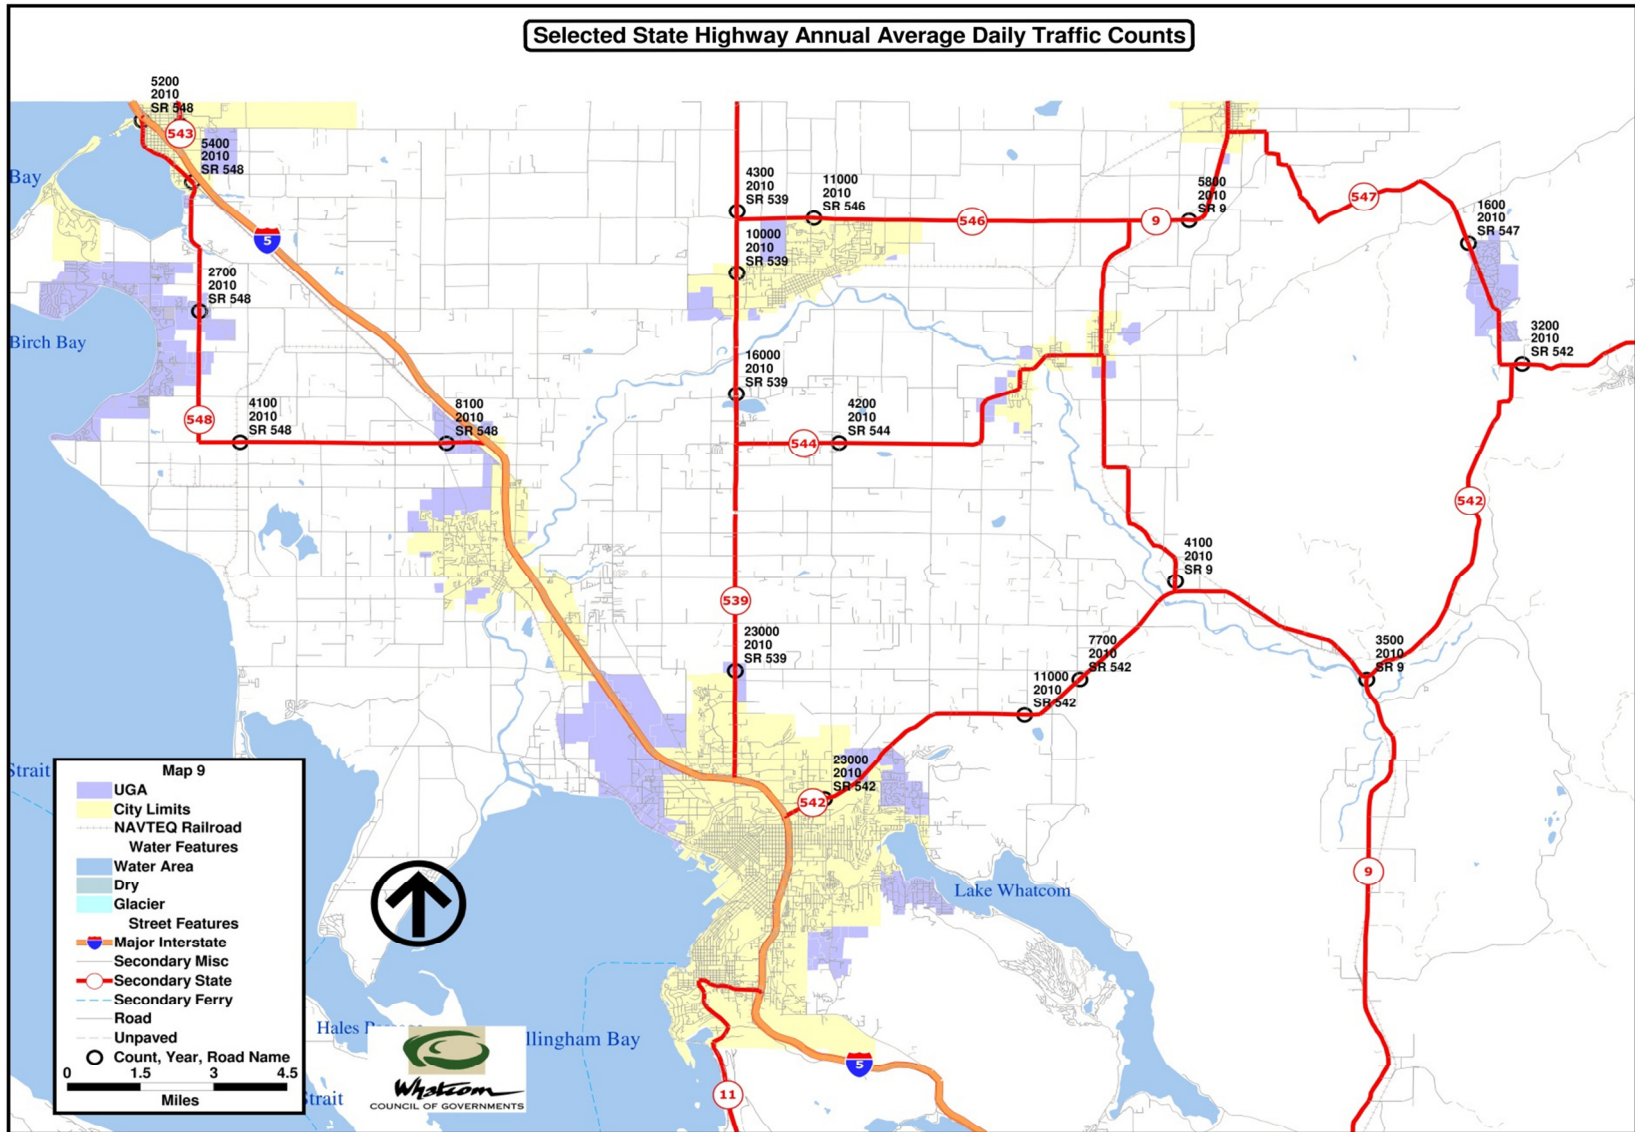 Selected State Highway Annual Average Daily Traffic Counts
5200
2010
SR 548
543
5400
2010
SR 548
Bay
5
2700
2010
SR 548
Birch Bay
548
4100
2010
SR 548
8100
2010
SR 548
4300
2010
SR 539
11000
2010
SR 546
10000
2010
SR 539
546
9
5800
2010
SR 9
547
1600
2010
SR 547
3200
2010
SR 542
16000
2010
SR 539
544
4200
2010
SR 544
542
539
4100
2010
SR 9
23000
2010
SR 539
7700
2010
SR 542
11000
2010
SR 542
3500
2010
SR 9
23000
2010
SR 542
542
9
Lake Whatcom
Strait
Map 9
UGA
City Limits
NAVTEQ Railroad
Water Features
Water Area
Dry
Glacier
Street Features
Major Interstate
Secondary Misc
Secondary State
Secondary Ferry
Road
Unpaved
Count, Year, Road Name
0 1.5 3 4.5
Miles
Hales
llingham Bay
Whatcom
COUNCIL OF GOVERNMENTS
trait
5
11